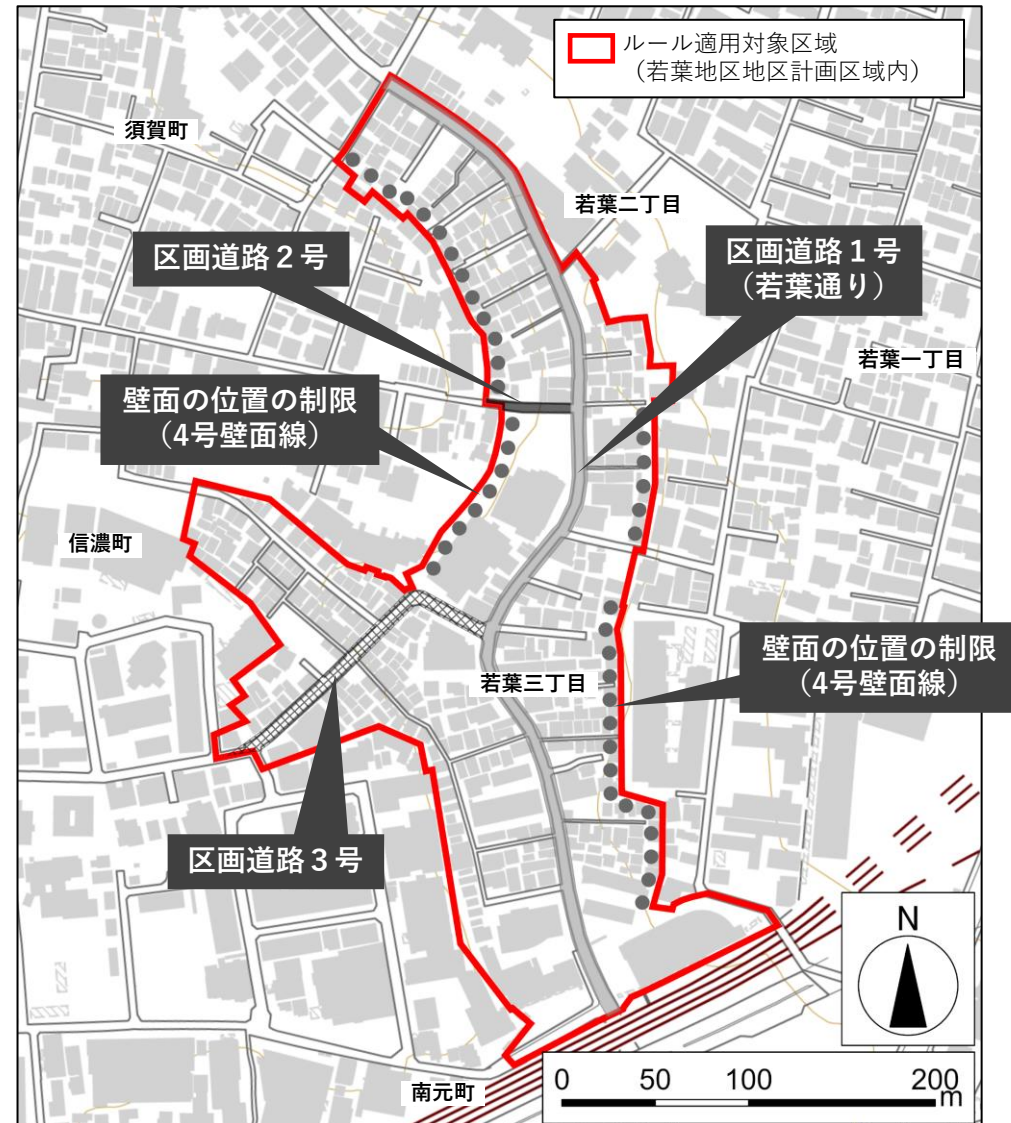 ルール適用対象区域
（若葉地区地区計画区域内）
須賀町
若葉二丁目
区画道路２号
区画道路１号
（若葉通り）
若葉一丁目
壁面の位置の制限
（4号壁面線）
信濃町
壁面の位置の制限
（4号壁面線）
若葉三丁目
区画道路３号
N
南元町
0 50 100 200
m